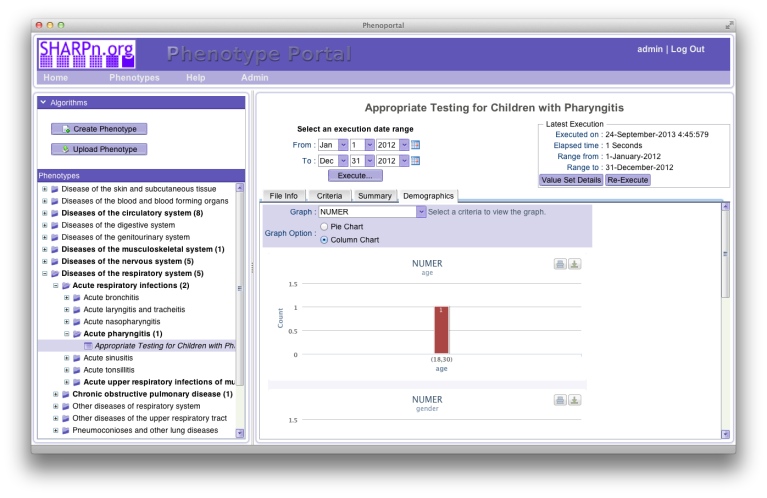 Phenoportal
SHARPn.org
Phenotype Portal
admin | Log Out
Home Phenotypes Help Admin
Algorithms
Create Phenotype
Upload Phenotype
Phenotypes
Diseases of the skin and subcutaneous tissue
Diseases of the blood and blood forming organs
Diseases of the circulatory system (8)
Diseases of the digestive system
Diseases of the genitourinary system
Diseases of the musculoskeletal system (1)
Diseases of the nervous system (5)
Diseases of the respiratory system (5)
Acute respiratory infections (2)
Acute bronchitis
Acute laryngitis and tracheitis
Acute nasopharyngitis
Acute pharyngitis (1)
Appropriate Testing for Children with Pha
Acute sinusitis
Acute tonsillitis
Acute upper respiratory infections of mu
Chronic obstructive pulmonary disease (1)
Other diseases of respiratory system
Other diseases of the upper respiratory tract
Pneumoconioses and other lung diseases
Appropriate Testing for Children with Pharyngitis
Select an execution date range
From : Jan 1 2012
To : Dec 31 2012
Execute...
Latest Execution
Executed on : 24-September-2013 4:45:579
Elapsed time : 1 Seconds
Range from : 1-January-2012
Range to : 31-December-2012
Value Set Details Re-Execute
File Info Criteria Summary Demographics
Graph : NUMER Select a criteria to view the graph.
Graph Option : Pie Chart
Column Chart
NUMER
age
1.5
1
0.5
0
Count
1
(18,30)
age
NUMER
gender
1.5